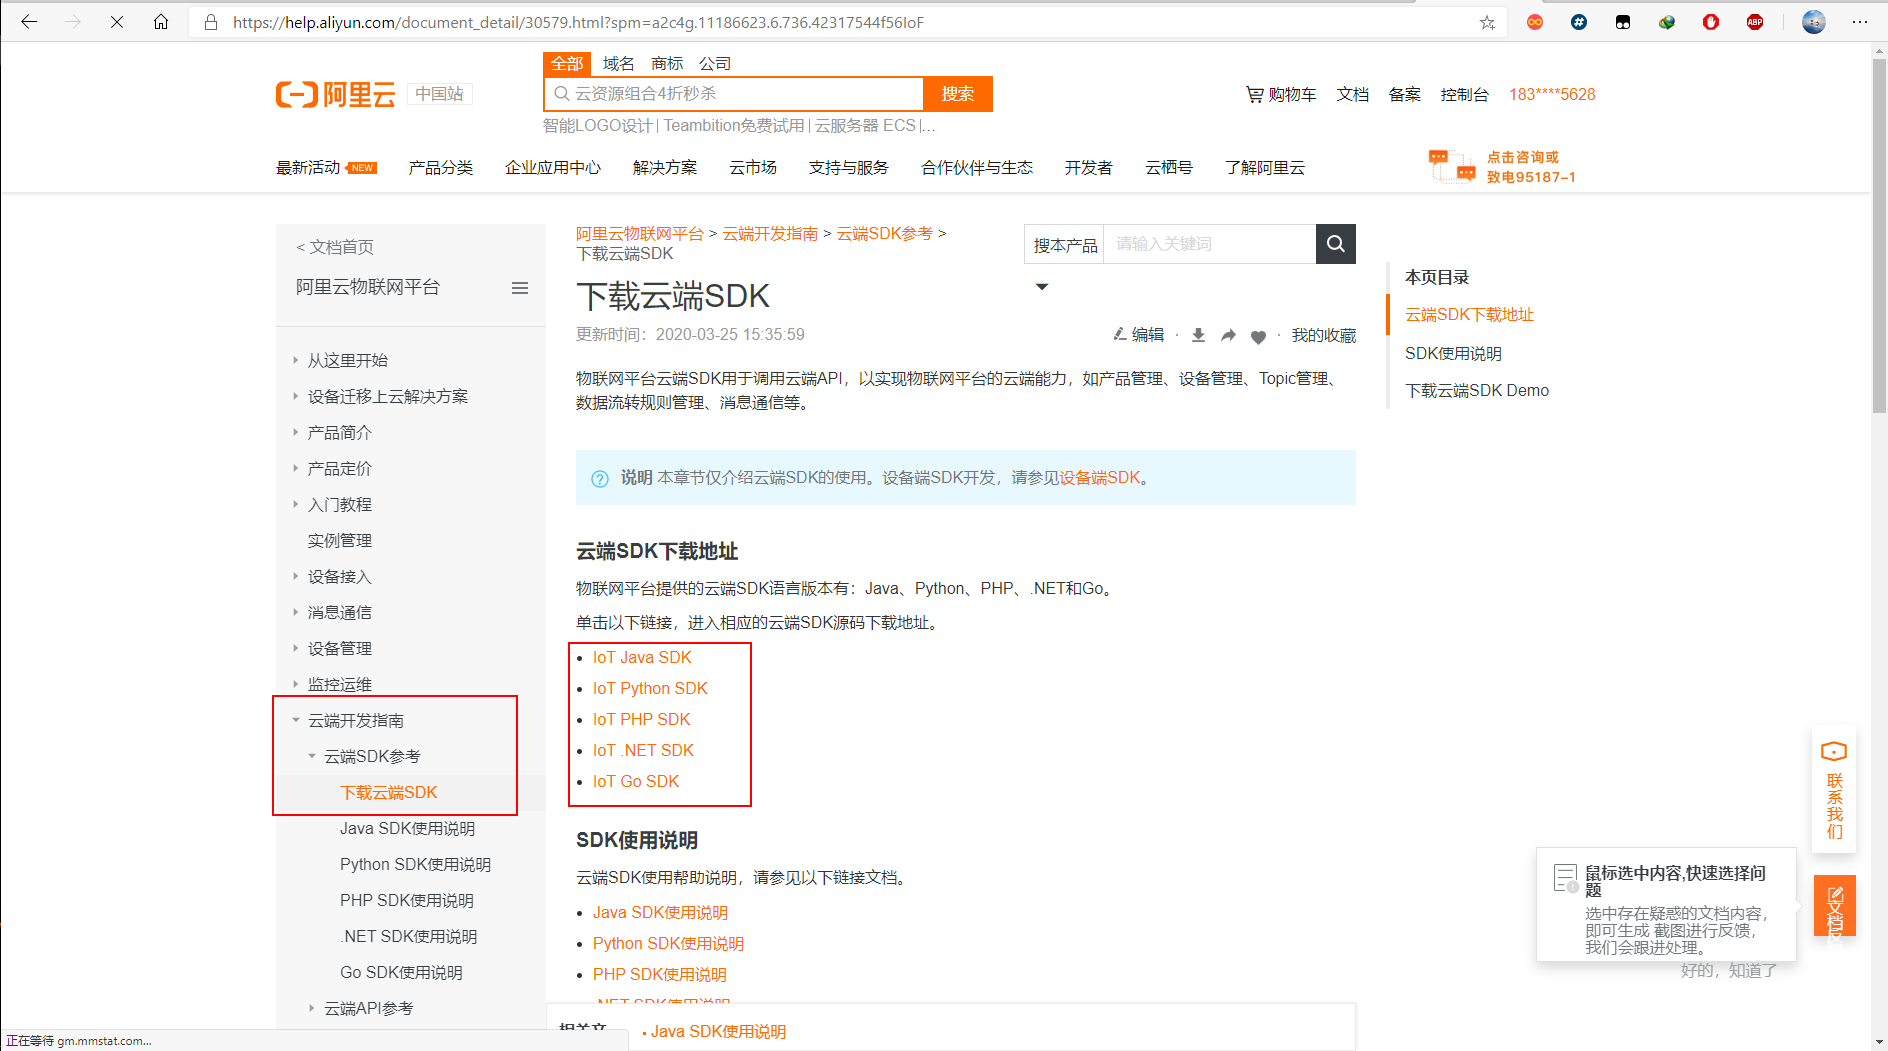 https://help.aliyun.com/document_detail/30579.html?spm=a2c4g.11186623.6.736.42317544f56IoF
ABP
阿里云 中国站
全部 域名 商标 公司
云资源组合4折秒杀 搜索
智能LOGO设计 | Teambition免费试用 | 云服务器 ECS |...
购物车 文档 备案 控制台 183****5628
最新活动 NEW 产品分类 企业应用中心 解决方案 云市场 支持与服务 合作伙伴与生态 开发者 云栖号 了解阿里云
点击咨询或
致电95187-1
< 文档首页
阿里云物联网平台
从这里开始
设备迁移上云解决方案
产品简介
产品定价
入门教程
实例管理
设备接入
消息通信
设备管理
监控运维
云端开发指南
云端SDK参考
下载云端SDK
Java SDK使用说明
Python SDK使用说明
PHP SDK使用说明
.NET SDK使用说明
Go SDK使用说明
云端API参考
阿里云物联网平台 > 云端开发指南 > 云端SDK参考 >
下载云端SDK
搜本产品 请输入关键词
下载云端SDK
更新时间：2020-03-25 15:35:59
编辑 · · 我的收藏
物联网平台云端SDK用于调用云端API，以实现物联网平台的云端能力，如产品管理、设备管理、Topic管理、
数据流转规则管理、消息通信等。
说明 本章节仅介绍云端SDK的使用。设备端SDK开发，请参见设备端SDK。
云端SDK下载地址
物联网平台提供的云端SDK语言版本有：Java、Python、PHP、.NET和Go。
单击以下链接，进入相应的云端SDK源码下载地址。
• IoT Java SDK
• IoT Python SDK
• IoT PHP SDK
• IoT .NET SDK
• IoT Go SDK
SDK使用说明
云端SDK使用帮助说明，请参见以下链接文档。
• Java SDK使用说明
• Python SDK使用说明
• PHP SDK使用说明
.NET SDK使用说明
相关文
• Java SDK使用说明
本页目录
云端SDK下载地址
SDK使用说明
下载云端SDK Demo
联系我们
鼠标选中内容,快速选择问
题
选中存在疑惑的文档内容，
即可生成 截图进行反馈，
我们会跟进处理。
好的，知道了
文档反
正在等待 gm.mmstat.com...